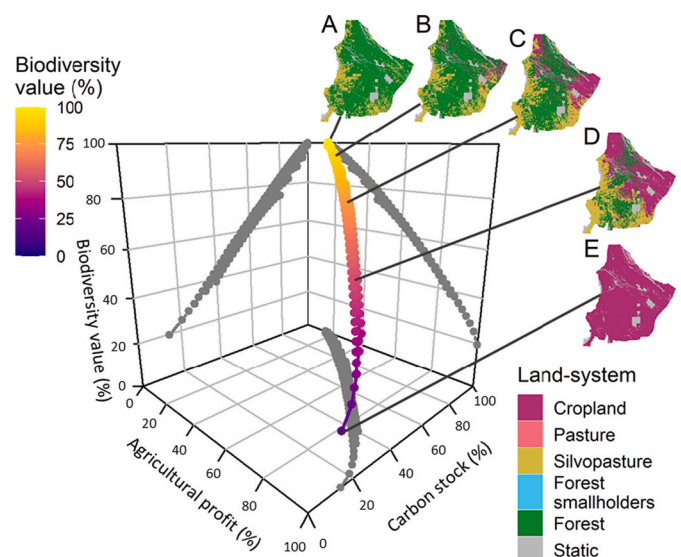 A
B
C
D
E
Biodiversity
value (%)
100
75
50
25
0
Biodiversity value (%)
100
80
60
40
20
0
Agricultural profit (%)
0
20
40
60
80
100
Carbon stock (%)
0
20
40
60
80
100
Land-system
Cropland
Pasture
Silvopasture
Forest
smallholders
Forest
Static